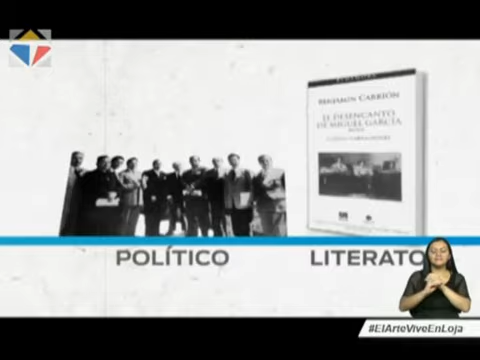 BENJAMÍN CARRIÓN
EL DESENCANTO
DE MIGUEL GARCÍA
POLÍTICO
LITERATO
#ElArteViveEnLoja